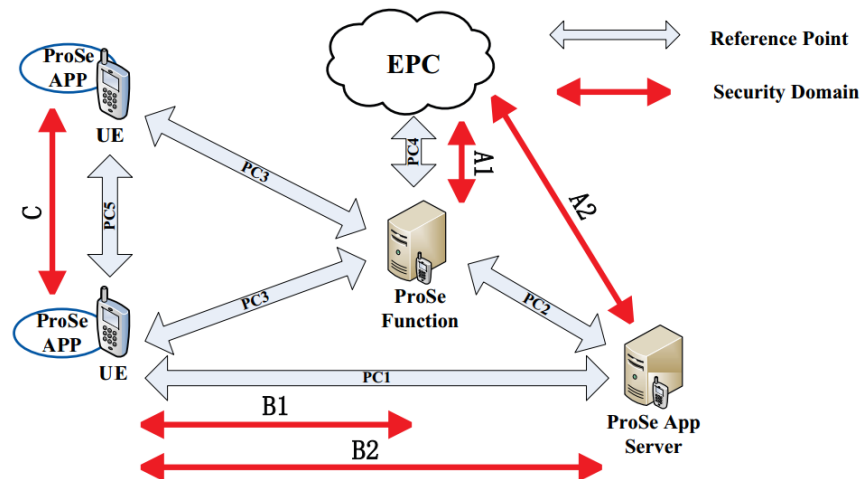 ProSe
APP
UE
EPC
Reference Point
Security Domain
PC4
A1
A2
PC3
C
PC5
ProSe
Function
PC3
PC2
ProSe
APP
UE
PC1
ProSe App
Server
B1
B2